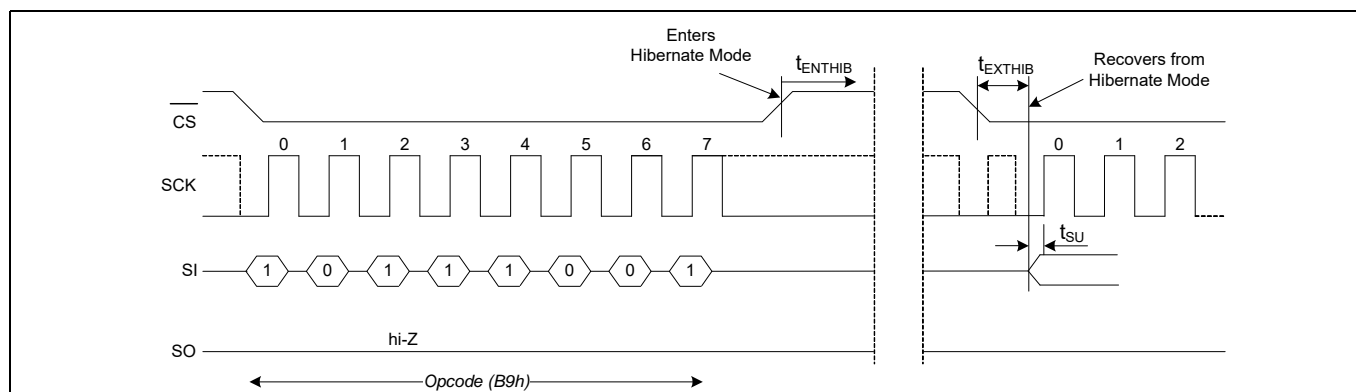 Enters
Hibernate Mode
tENTHIB
tEXTHIB
Recovers from
Hibernate Mode
CS
0 1 2 3 4 5 6 7 0 1 2
SCK
tSU
SI 1 0 1 1 1 0 0 1
hi-Z
SO
Opcode (B9h)